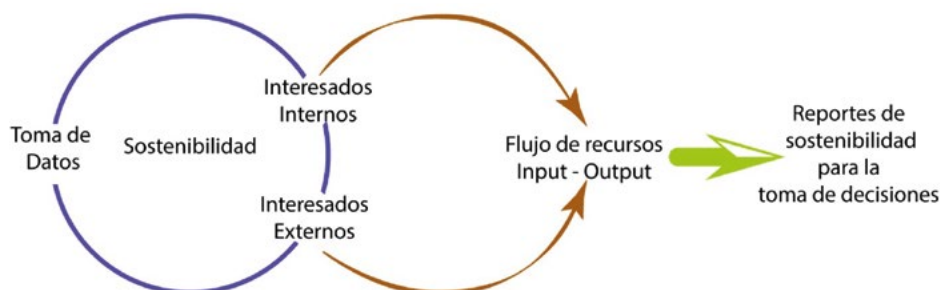 Toma de
Datos
Sostenibilidad
Interesados
Internos
Interesados
Externos
Flujo de recursos
Input - Output
Reportes de
sostenibilidad
para la
toma de decisiones